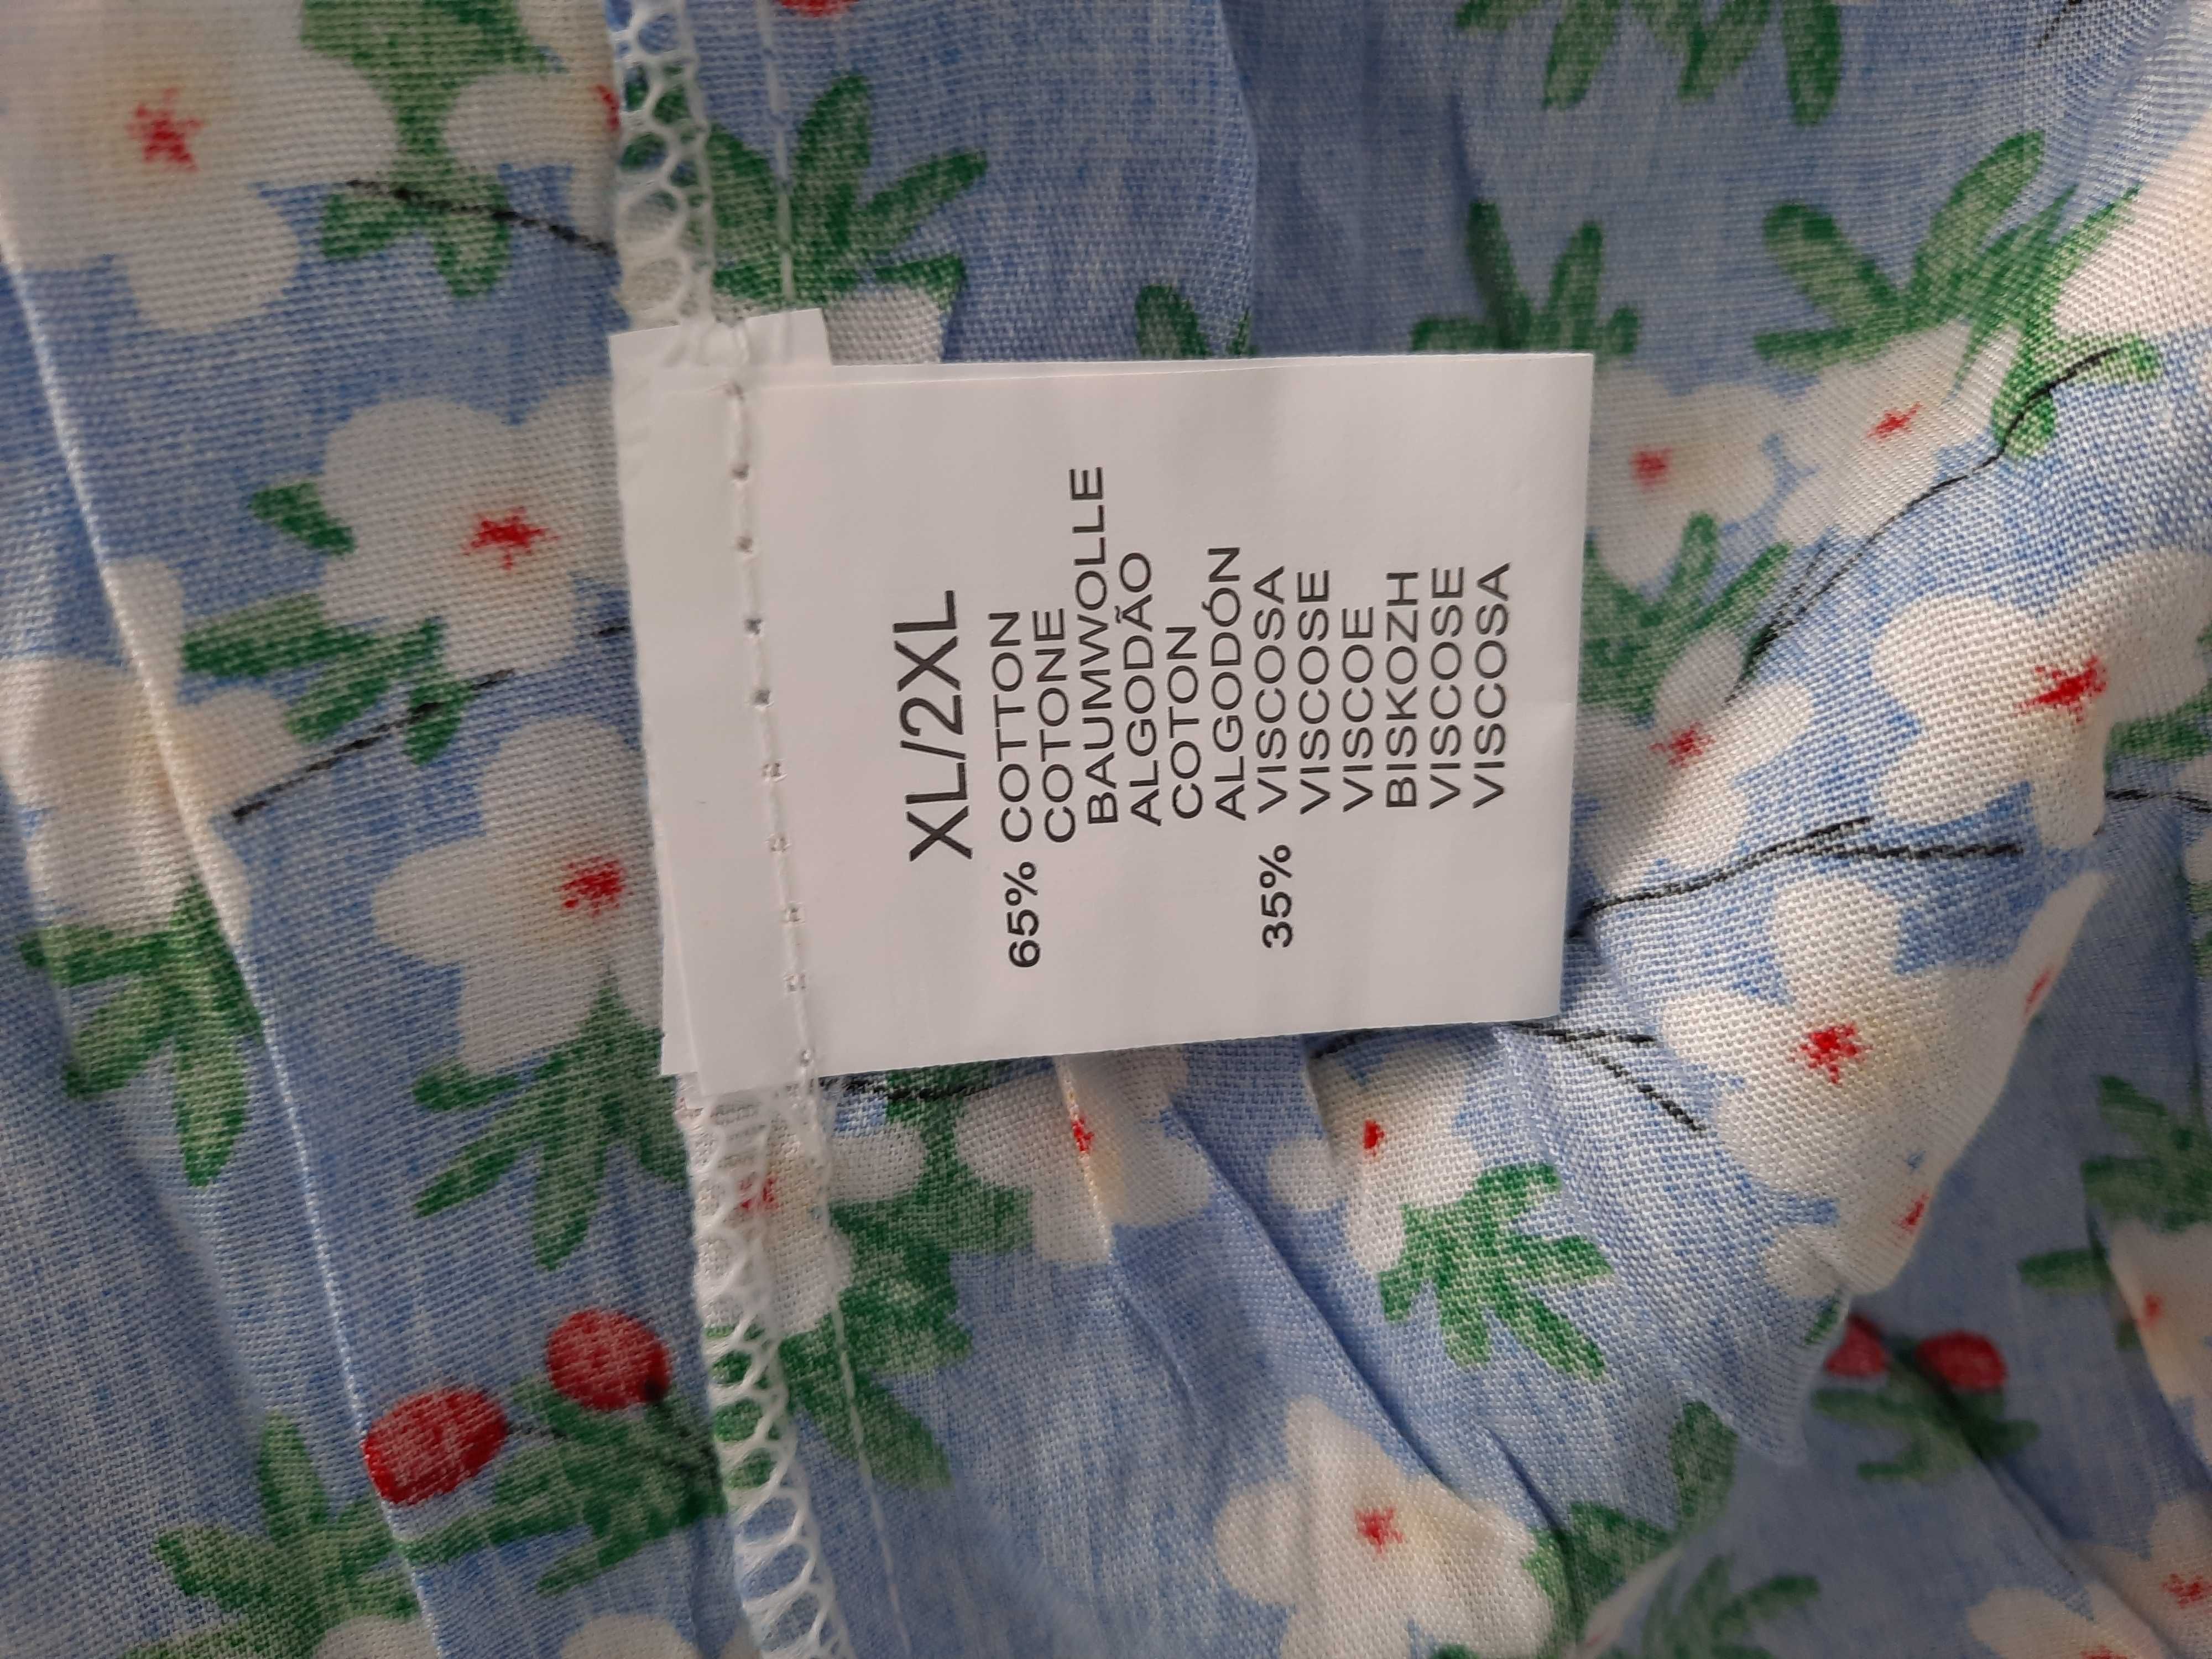 XL/2XL
65% COTTON
COTONE
BAUMWOLLE
ALGODÃO
COTON
ALGODÓN
35% VISCOSA
VISCOSE
VISCOE
BISKOZH
VISCOSE
VISCOSA